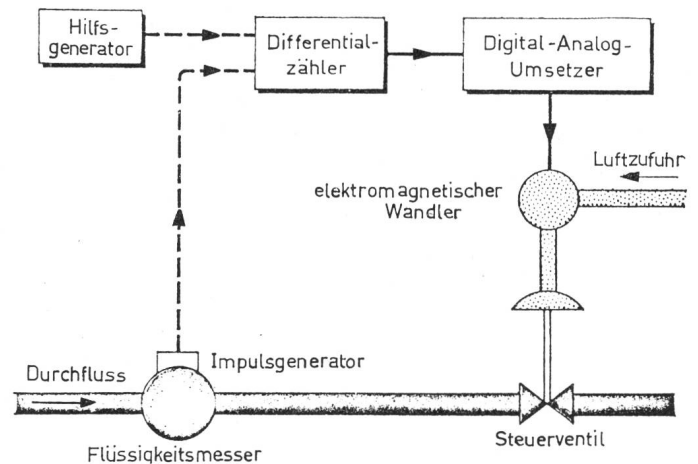 Hilfs-
generator
Differential-
zähler
Digital-Analog-
Umsetzer
Luftzufuhr
elektromagnetischer
Wandler
Impulsgenerator
Durchfluss
Flüssigkeitsmesser
Steuerventil